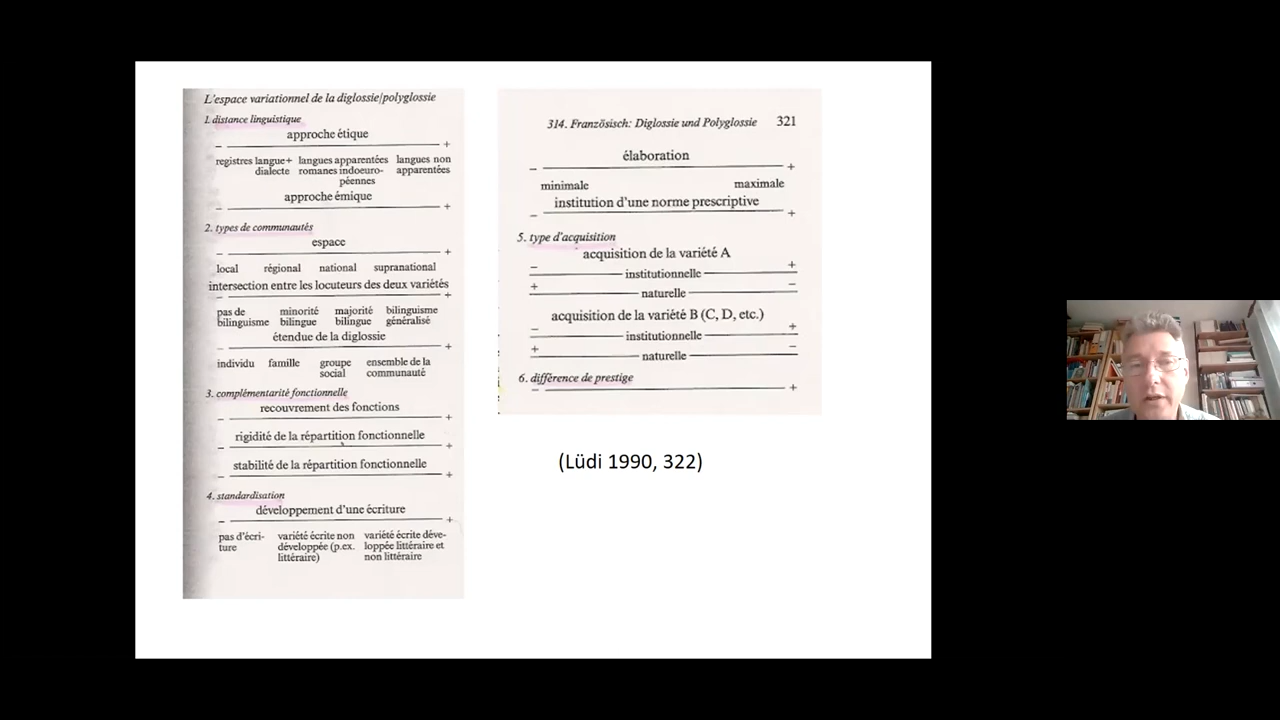 L'espace variationnel de la diglossie/polyglossie
1. distance linguistique
approche étique
– +
registres langue+ langues apparentées langues non
dialecte romanes indoeuro- apparentées
péennes
approche émique
– +
2. types de communautés
espace
– +
local régional national supranational
intersection entre les locuteurs des deux variétés
– +
pas de minorité majorité bilinguisme
bilinguisme bilingue bilingue généralisé
étendue de la diglossie
– +
individu famille groupe ensemble de la
social communauté
3. complémentarité fonctionnelle
recouvrement des fonctions
– +
rigidité de la répartition fonctionnelle
– +
stabilité de la répartition fonctionnelle
– +
4. standardisation
développement d'une écriture
– +
pas d'écri- variété écrite non variété écrite déve-
ture développée (p.ex. loppée littéraire et
littéraire) non littéraire
314. Französisch: Diglossie und Polyglossie 321
élaboration
– +
minimale maximale
institution d'une norme prescriptive
– +
5. type d'acquisition
acquisition de la variété A
– +
institutionnelle
+ –
naturelle
acquisition de la variété B (C, D, etc.)
– +
institutionnelle
+ –
naturelle
6. différence de prestige
– +
(Lüdi 1990, 322)